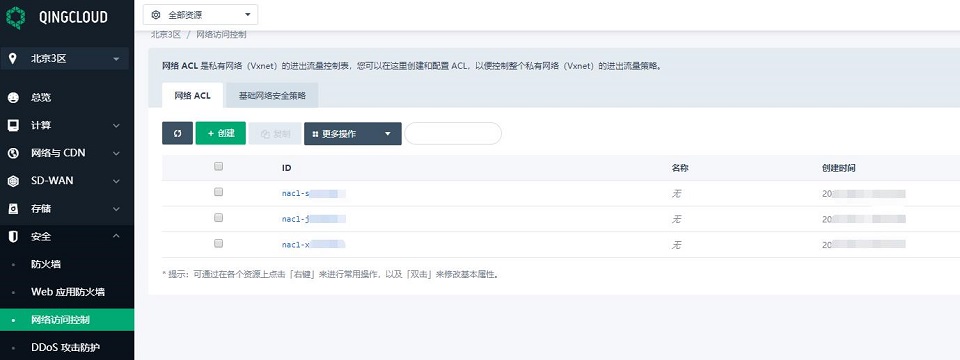 QINGCLOUD
全部资源
北京3区
北京3区 / 网络访问控制
网络 ACL 是私有网络（Vxnet）的进出流量控制表，您可以在这里创建和配置 ACL，以便控制整个私有网络（Vxnet）的进出流量策略。
网络 ACL
基础网络安全策略
+ 创建
更多操作
ID
名称
创建时间
nacl-s
无
20
nacl-j
无
20
nacl-x
无
20
* 提示：可通过在各个资源上点击「右键」来进行常用操作、以及「双击」来修改基本属性。
总览
计算
网络与 CDN
SD-WAN
存储
安全
防火墙
Web 应用防火墙
网络访问控制
DDoS 攻击防护